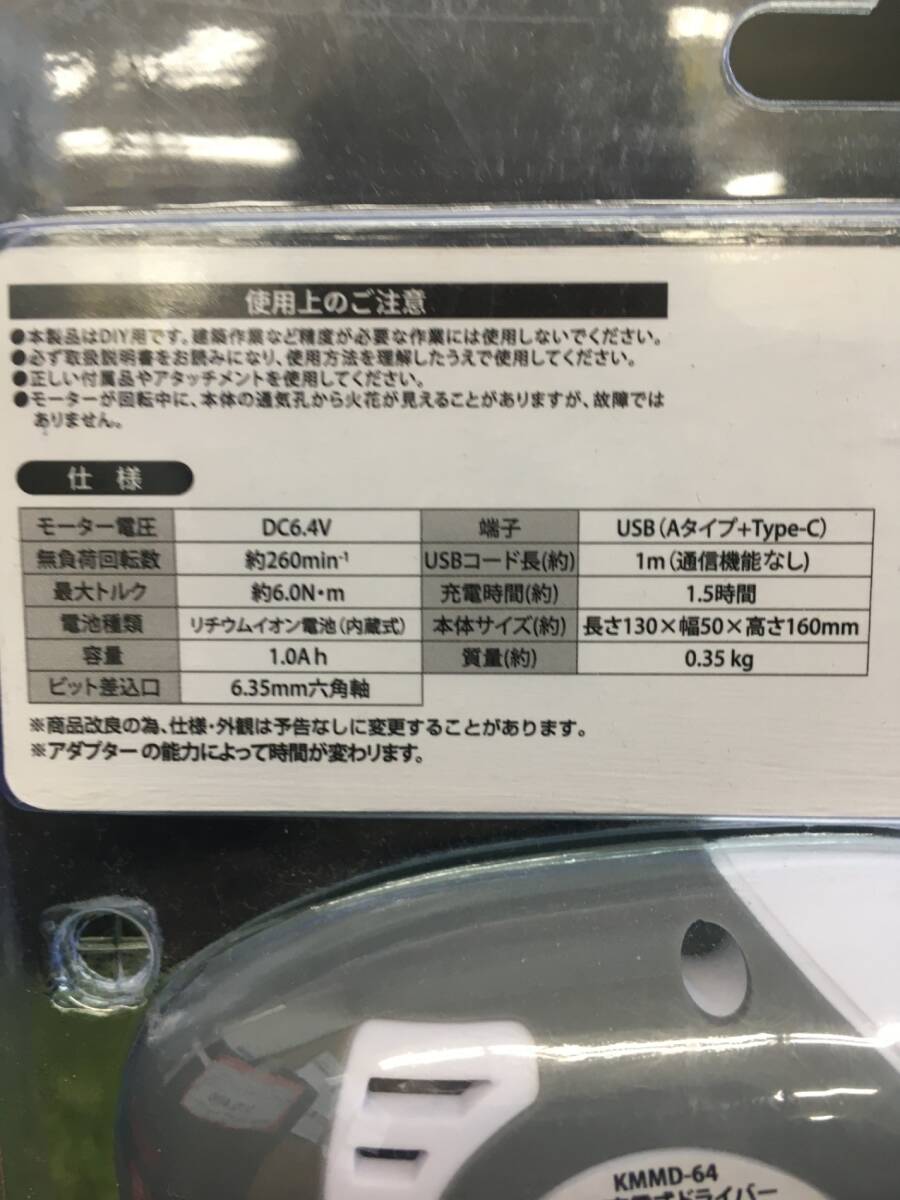 使用上のご注意
●本製品はDIY用です。建築作業など精度が必要な作業には使用しないでください。
●必ず取扱説明書をお読みになり、使用方法を理解したうえで使用してください。
●正しい付属品やアタッチメントを使用してください。
●モーターが回転中に、本体の通気孔から火花が見えることがありますが、故障では
ありません。
仕様
モーター電圧 DC6.4V 端子 USB(Aタイプ+Type-C)
無負荷回転数 約260min⁻¹ USBコード長(約) 1m(通信機能なし)
最大トルク 約6.0N・m 充電時間(約) 1.5時間
電池種類 リチウムイオン電池(内蔵式) 本体サイズ(約) 長さ130×幅50×高さ160mm
容量 1.0Ah 質量(約) 0.35kg
ビット差込口 6.35mm六角軸
※商品改良の為、仕様・外観は予告なしに変更することがあります。
※アダプターの能力によって時間が変わります。
KMMD-64
ドライバー